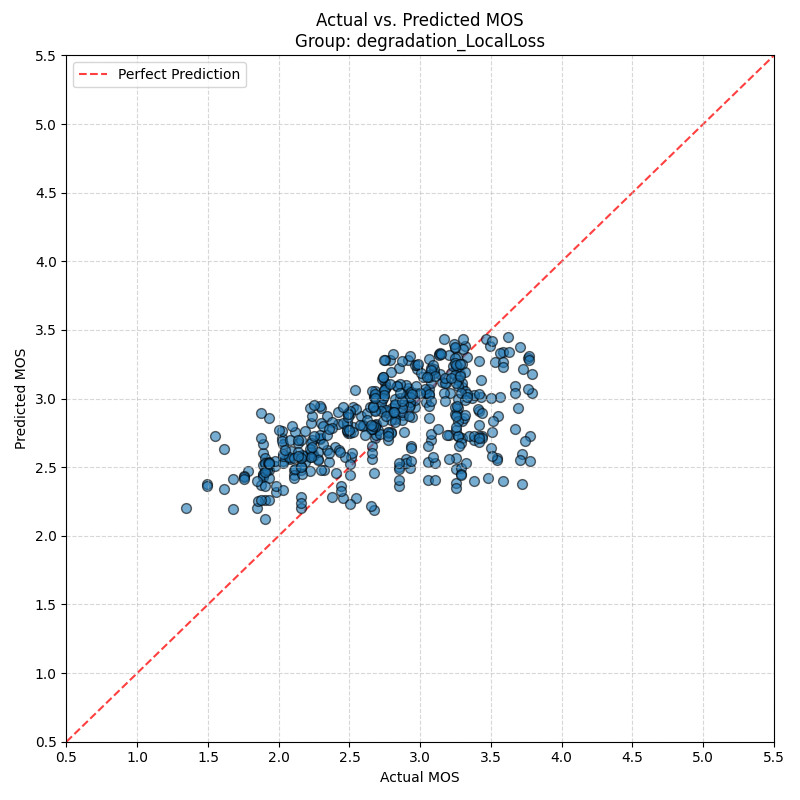 Actual vs. Predicted MOS
Group: degradation_LocalLoss
Perfect Prediction
5.5
5.0
4.5
4.0
3.5
3.0
2.5
2.0
1.5
1.0
0.5
Predicted MOS
0.5 1.0 1.5 2.0 2.5 3.0 3.5 4.0 4.5 5.0 5.5
Actual MOS